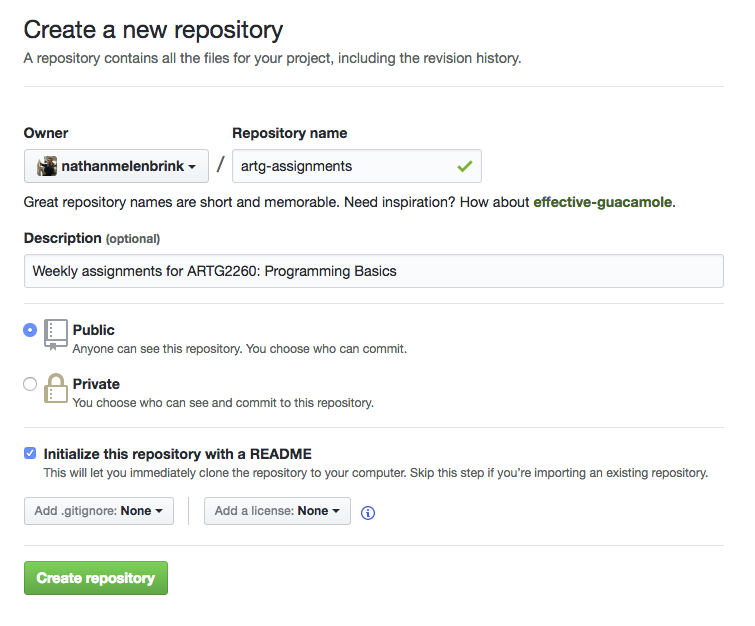 Create a new repository
A repository contains all the files for your project, including the revision history.
Owner
Repository name
nathanmelenbrink
/
artg-assignments
Great repository names are short and memorable. Need inspiration? How about effective-guacamole.
Description (optional)
Weekly assignments for ARTG2260: Programming Basics
Public
Anyone can see this repository. You choose who can commit.
Private
You choose who can see and commit to this repository.
Initialize this repository with a README
This will let you immediately clone the repository to your computer. Skip this step if you're importing an existing repository.
Add .gitignore: None
Add a license: None
Create repository